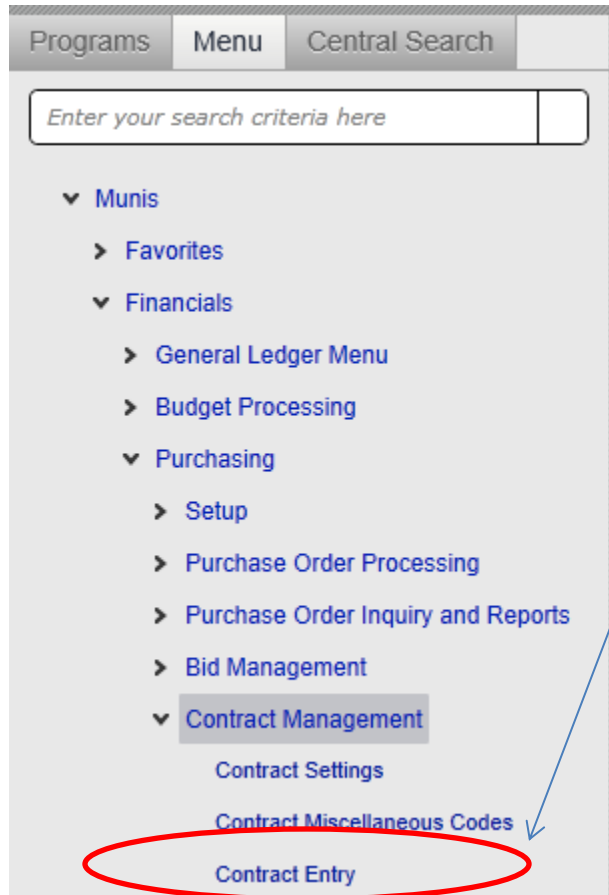 Programs Menu Central Search
Enter your search criteria here
Munis
Favorites
Financials
General Ledger Menu
Budget Processing
Purchasing
Setup
Purchase Order Processing
Purchase Order Inquiry and Reports
Bid Management
Contract Management
Contract Settings
Contract Miscellaneous Codes
Contract Entry